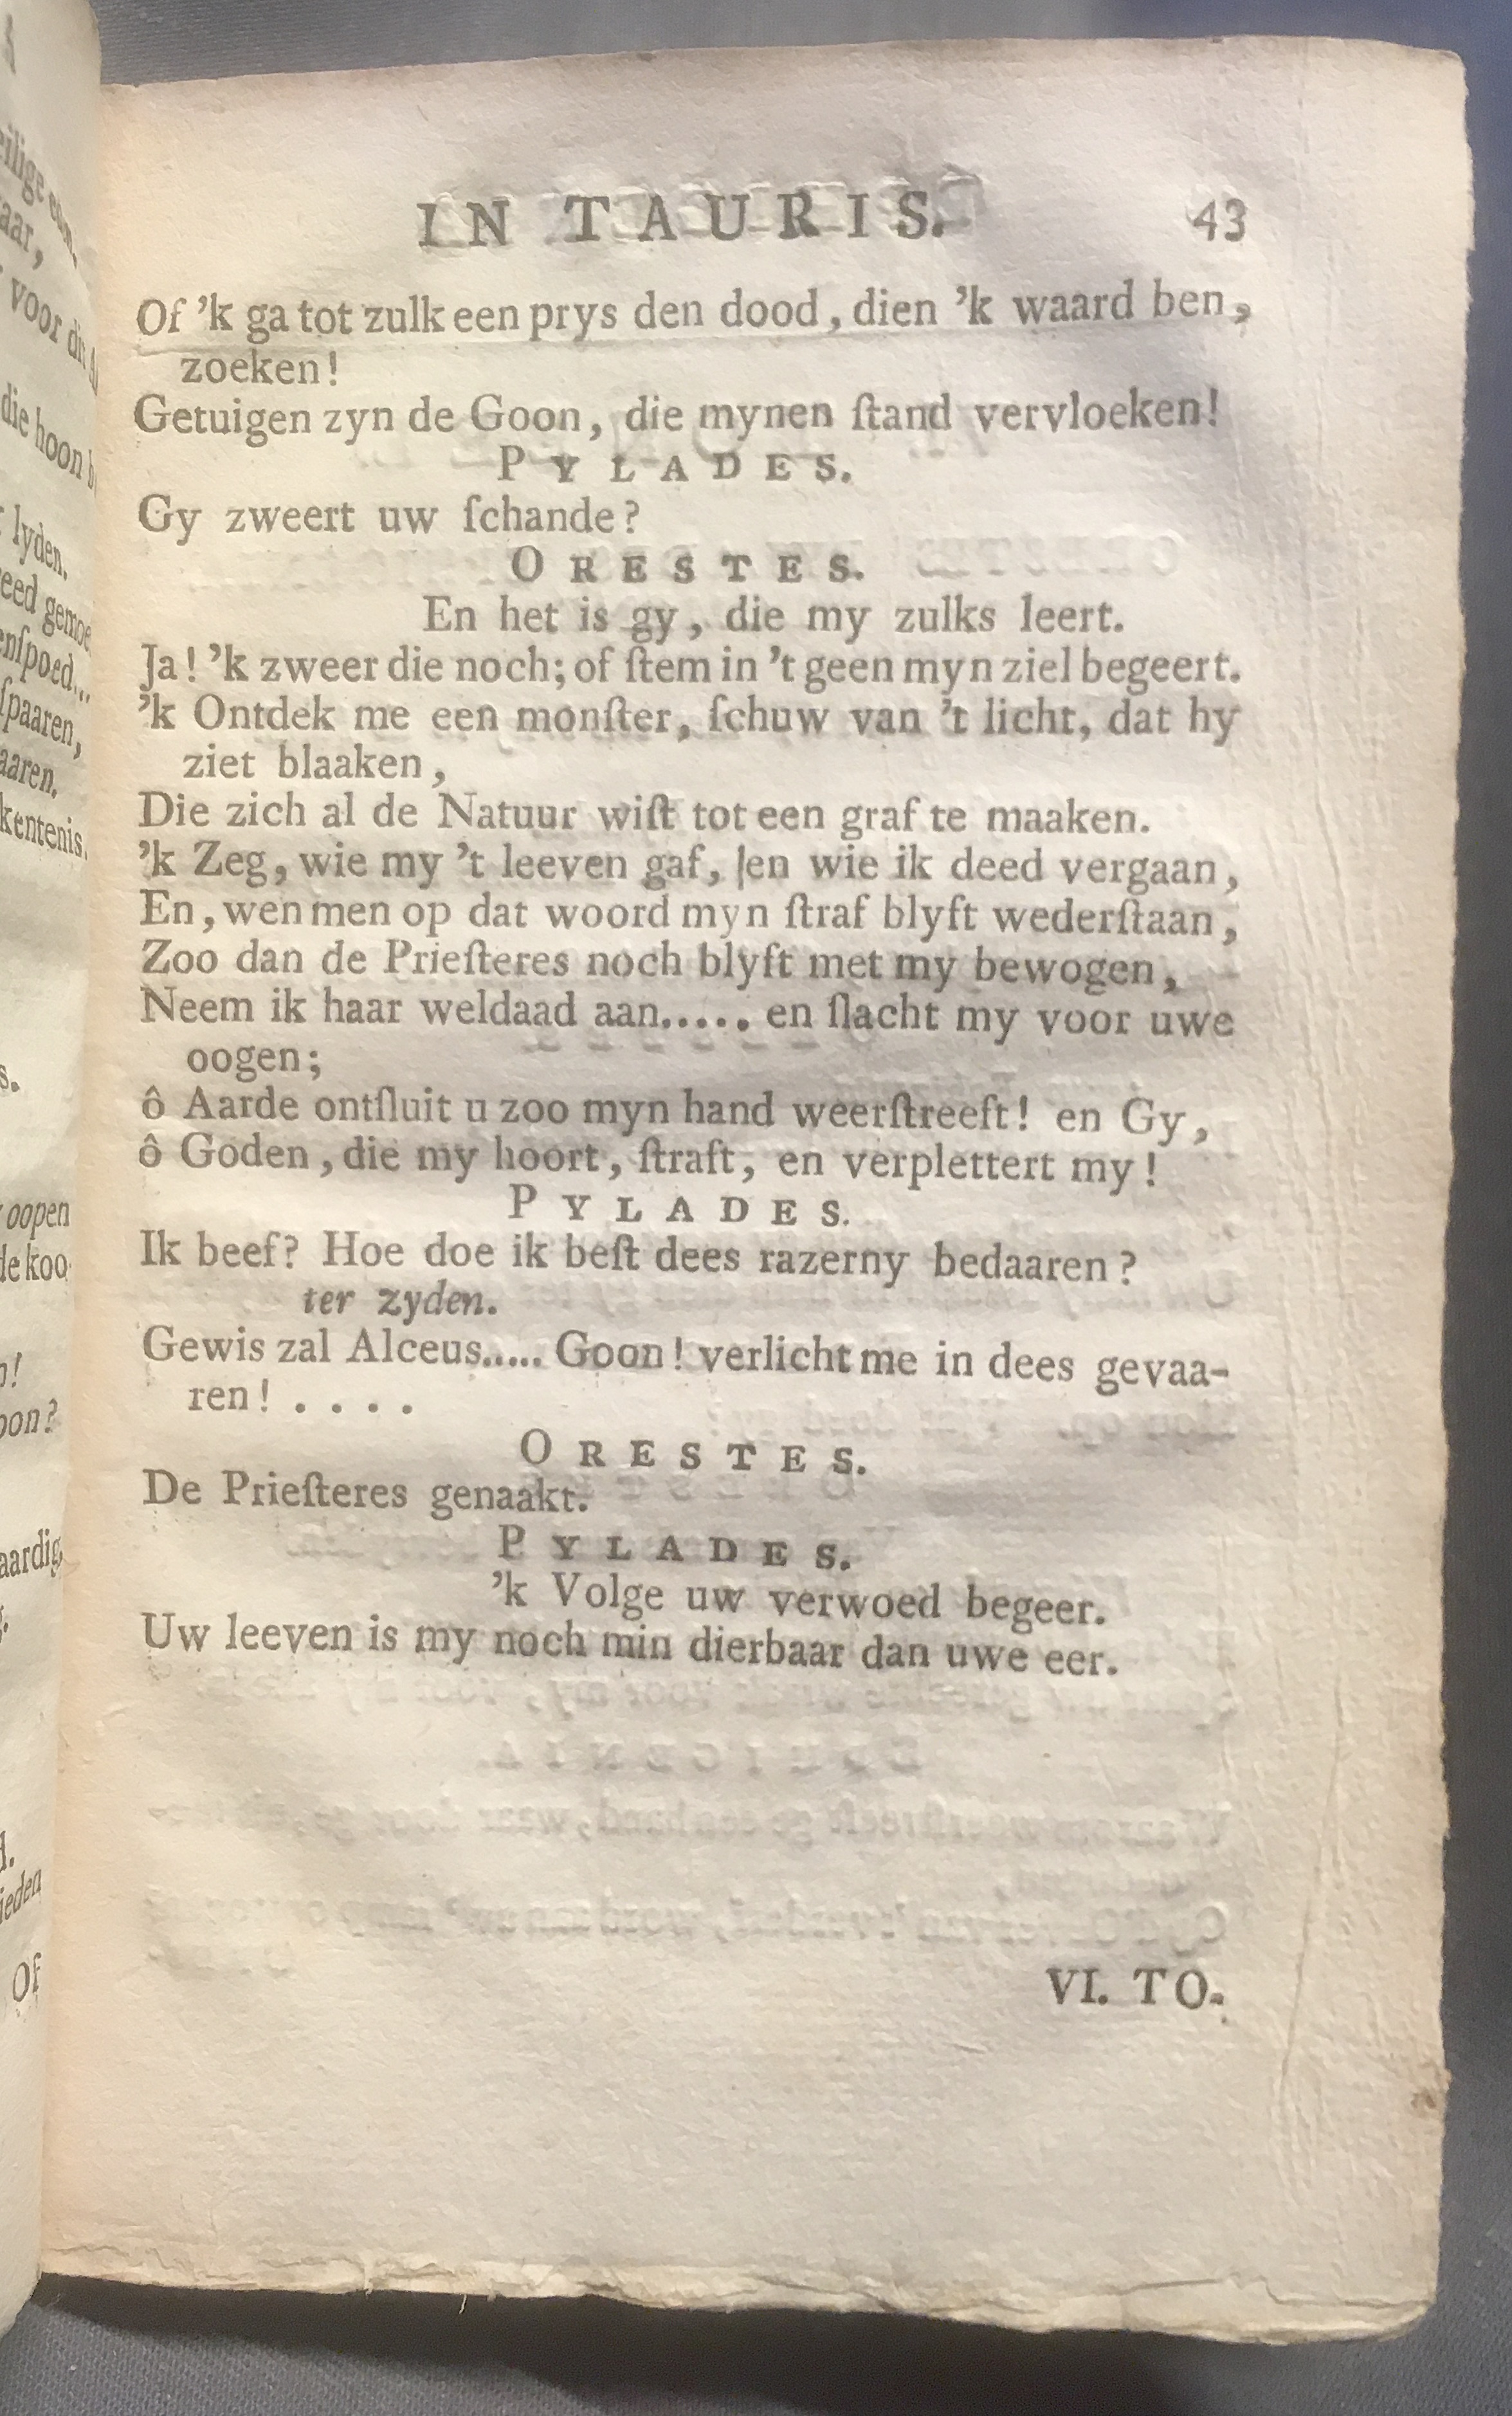 IN TAURIS. 43
Of ’k ga tot zulk een prys den dood, dien ’k waard ben,
zoeken!
Getuigen zyn de Goon, die mynen ſtand vervloeken!
PYLADES.
Gy zweert uw ſchande?
ORESTES.
En het is gy, die my zulks leert.
Ja! ’k zweer die noch; of ſtem in ’t geen myn ziel begeert.
’k Ontdek me een monſter, ſchuw van ’t licht, dat hy
ziet blaaken,
Die zich al de Natuur wiſt tot een graf te maaken.
’k Zeg, wie my ’t leeven gaf, en wie ik deed vergaan,
En, wen men op dat woord myn ſtraf blyft wederſtaan,
Zoo dan de Prieſteres noch blyft met my bewogen,
Neem ik haar weldaad aan..... en ſlacht my voor uwe
oogen;
ô Aarde ontſluit u zoo myn hand weerſtreeft! en Gy,
ô Goden, die my hoort, ſtraft, en verplettert my!
PYLADES.
Ik beef? Hoe doe ik beſt dees razerny bedaaren?
ter zyden.
Gewis zal Alceus..... Goon! verlicht me in dees gevaa-
ren! . . . .
ORESTES.
De Prieſteres genaakt.
PYLADES.
’k Volge uw verwoed begeer.
Uw leeven is my noch min dierbaar dan uwe eer.
VI. TO-